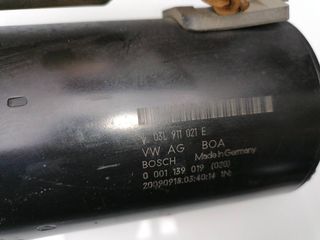 V 03L 911 021 E
VW AG BOA
BOSCH Made in Germany
0 001 139 019 (020)
20090918.03:40:14 1N: